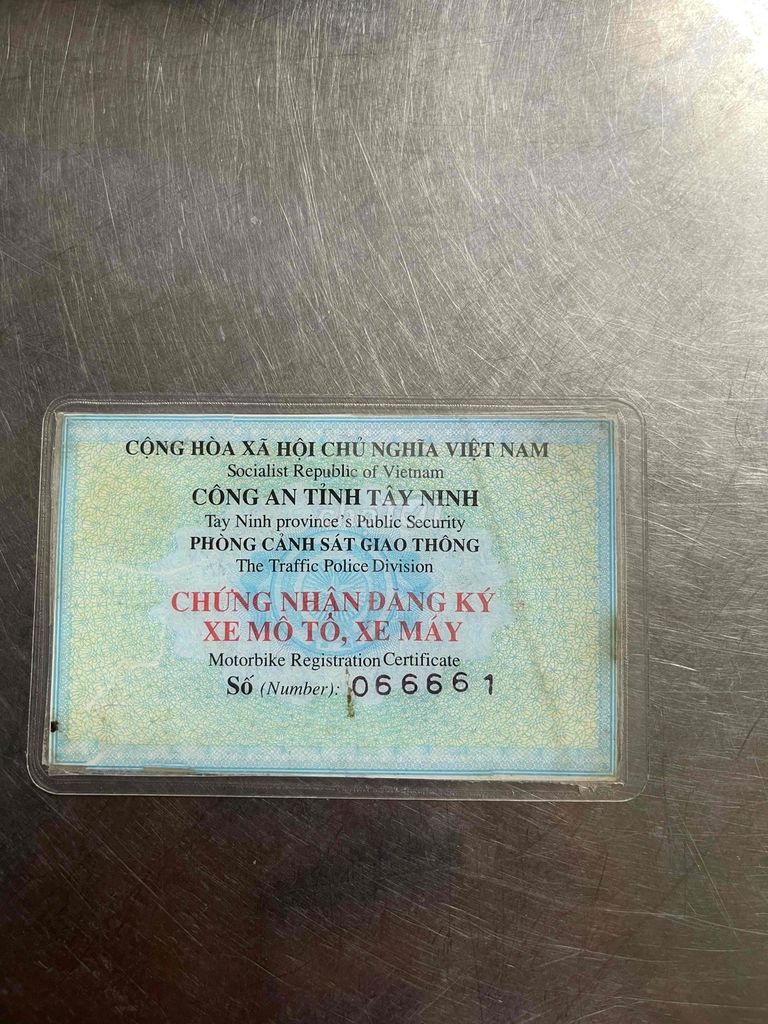 CỘNG HÒA XÃ HỘI CHỦ NGHĨA VIỆT NAM
Socialist Republic of Vietnam
CÔNG AN TỈNH TÂY NINH
Tay Ninh province's Public Security
PHÒNG CẢNH SÁT GIAO THÔNG
The Traffic Police Division
CHỨNG NHẬN ĐĂNG KÝ
XE MÔ TÔ, XE MÁY
Motorbike Registration Certificate
Số (Number): 066661